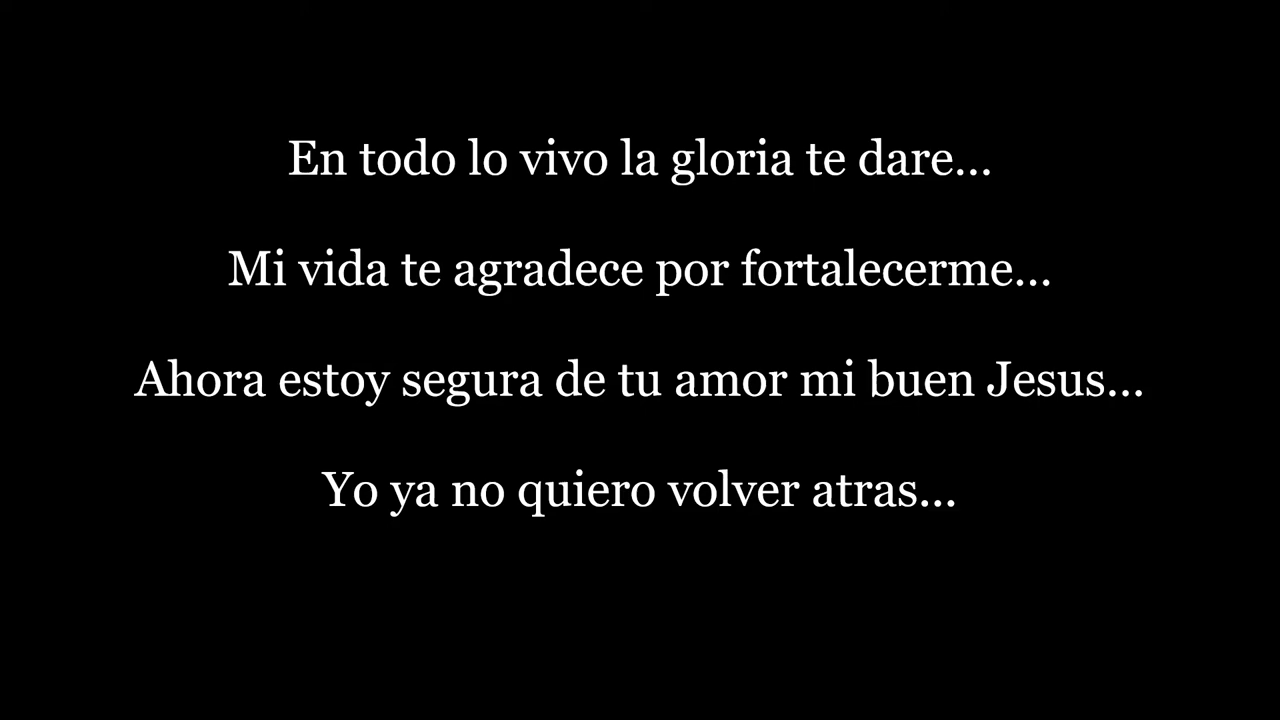 En todo lo vivo la gloria te dare...
Mi vida te agradece por fortalecerme...
Ahora estoy segura de tu amor mi buen Jesus...
Yo ya no quiero volver atras...